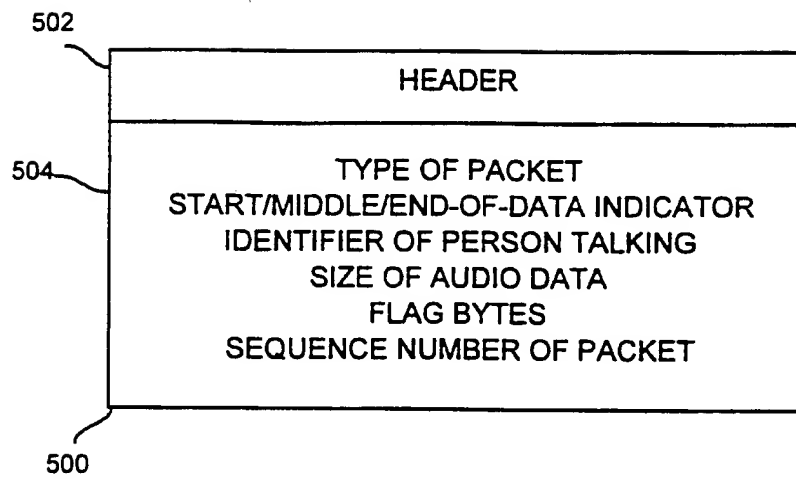 502
HEADER
504
TYPE OF PACKET
START/MIDDLE/END-OF-DATA INDICATOR
IDENTIFIER OF PERSON TALKING
SIZE OF AUDIO DATA
FLAG BYTES
SEQUENCE NUMBER OF PACKET
500